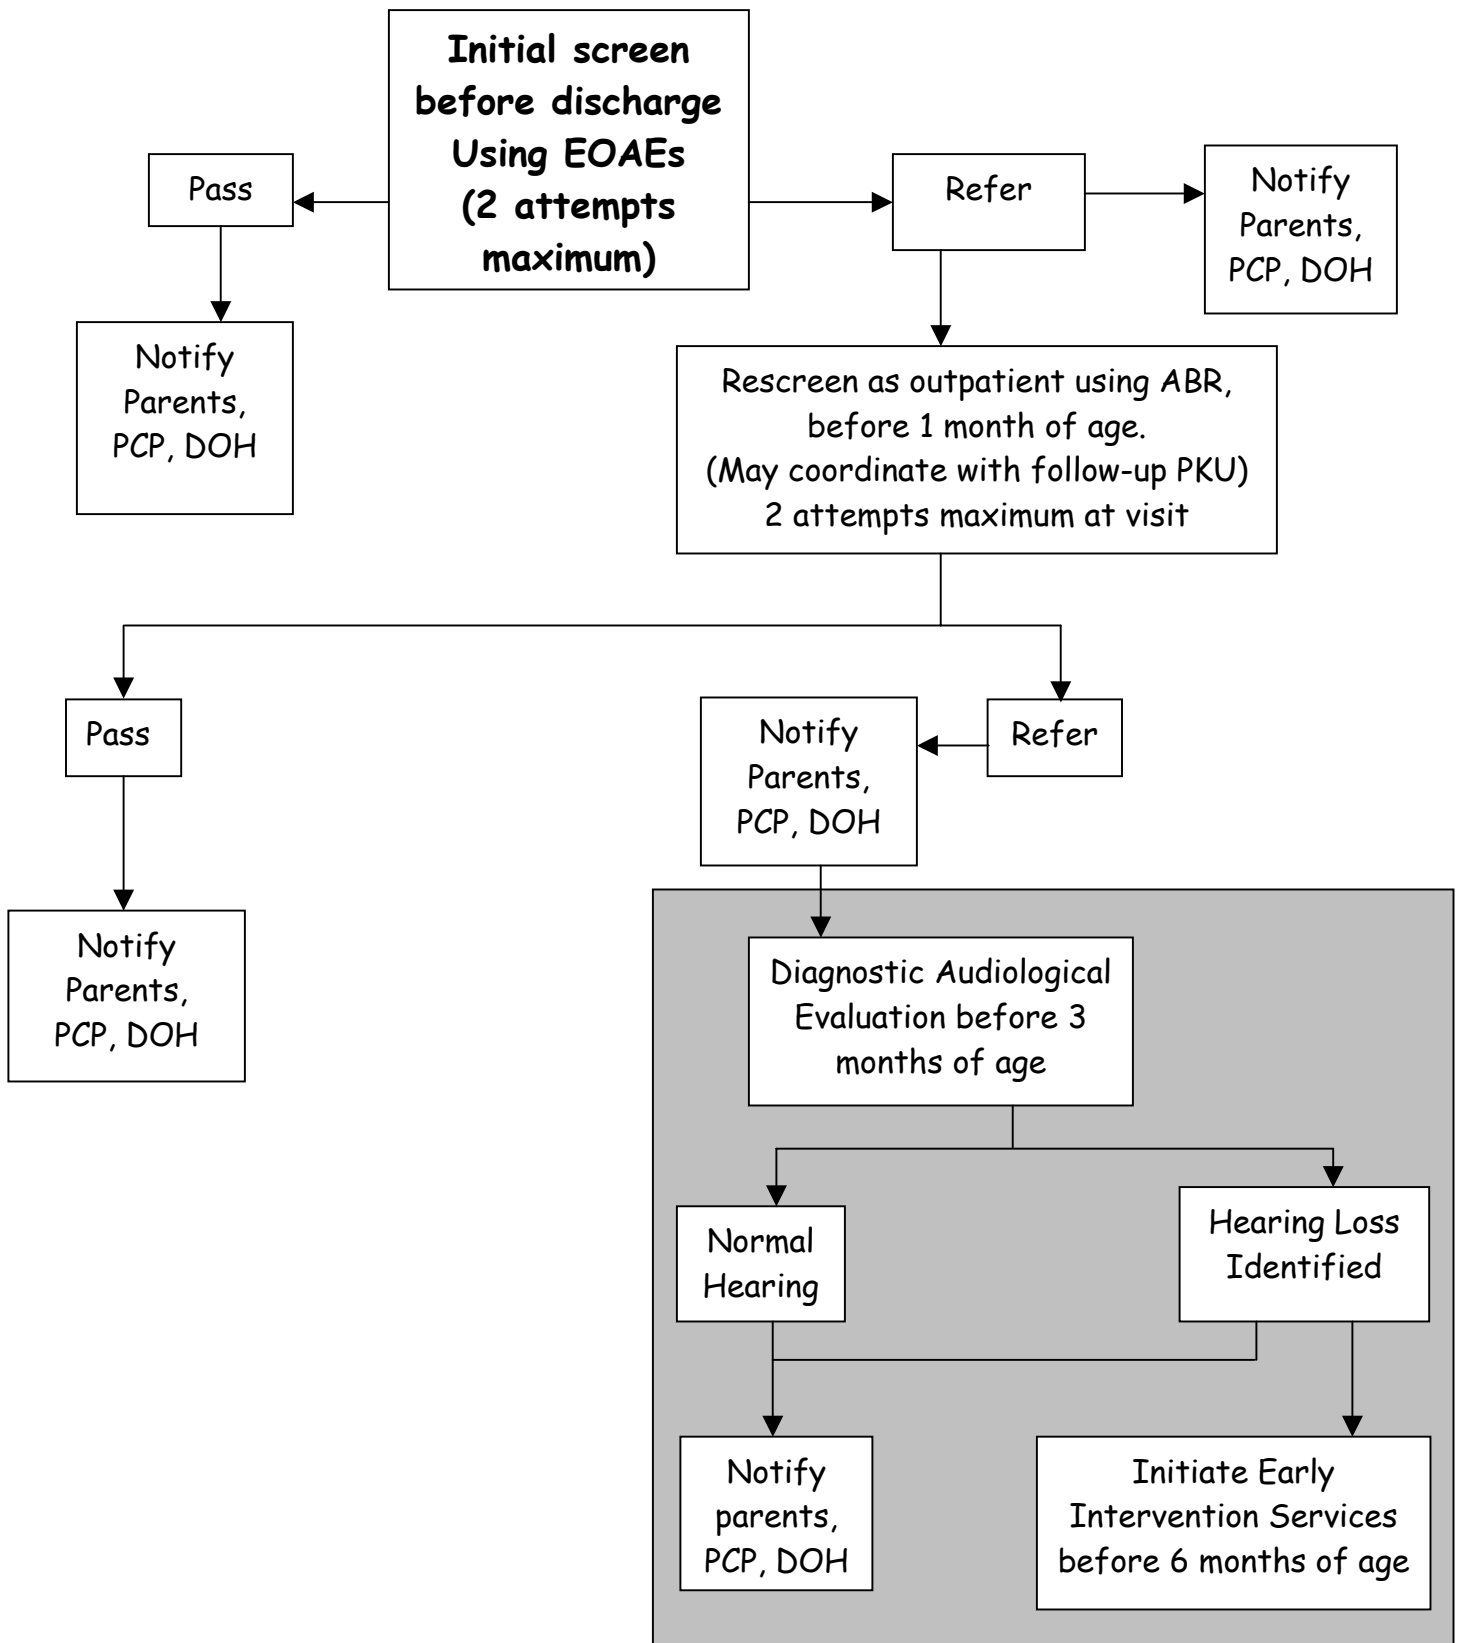 Initial screen
before discharge
Using EOAEs
(2 attempts
maximum)
Pass
Refer
Notify
Parents,
PCP, DOH
Notify
Parents,
PCP, DOH
Rescreen as outpatient using ABR,
before 1 month of age.
(May coordinate with follow-up PKU)
2 attempts maximum at visit
Pass
Notify
Parents,
PCP, DOH
Refer
Notify
Parents,
PCP, DOH
Diagnostic Audiological
Evaluation before 3
months of age
Normal
Hearing
Hearing Loss
Identified
Notify
parents,
PCP, DOH
Initiate Early
Intervention Services
before 6 months of age